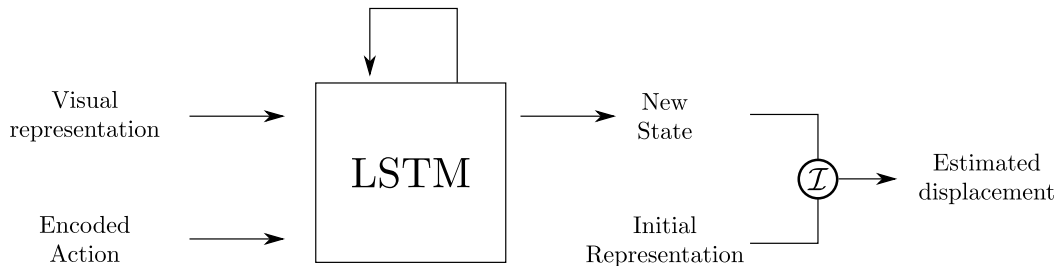 Visual
representation
Encoded
Action
LSTM
New
State
Initial
Representation
ℐ
Estimated
displacement